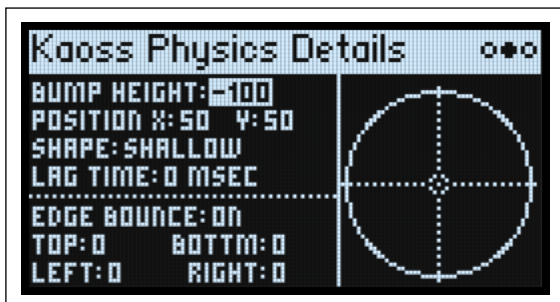 Kaoss Physics Details
BUMP HEIGHT:-100
POSITION X:50 Y:50
SHAPE:SHALLOW
LAG TIME:0 MSEC
EDGE BOUNCE:ON
TOP:0 BOTTM:0
LEFT:0 RIGHT:0